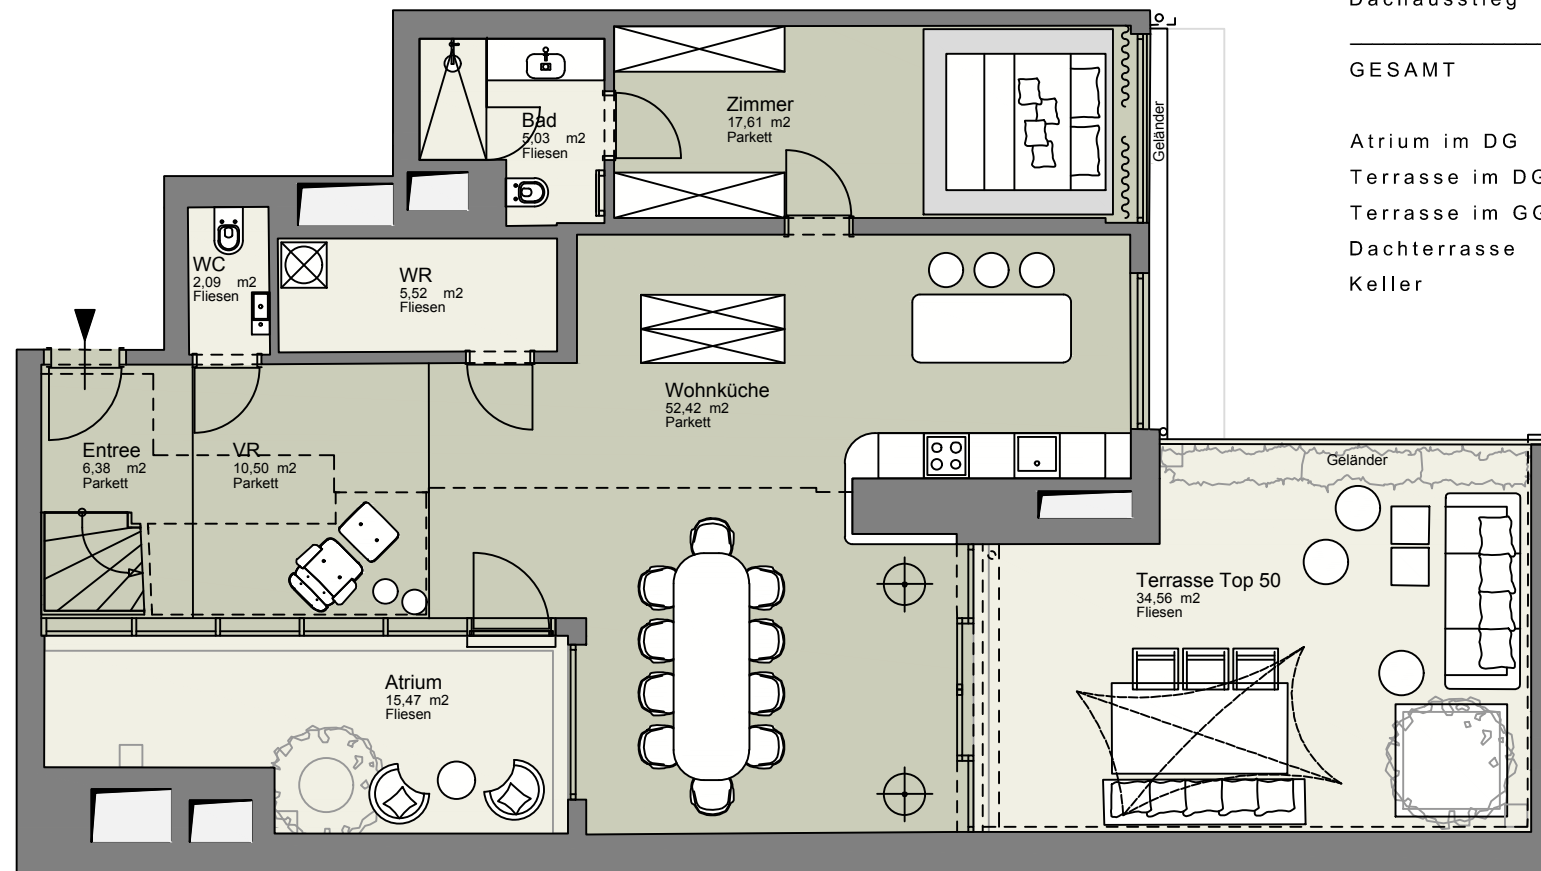 Dachausstieg
GESAMT
Atrium im DG
Terrasse im DG
Terrasse im GG
Dachterrasse
Keller
Bad
5,03 m2
Fliesen
Zimmer
17,61 m2
Parkett
Geländer
WC
2,09 m2
Fliesen
WR
5,52 m2
Fliesen
Wohnküche
52,42 m2
Parkett
Entree
6,38 m2
Parkett
VR
10,50 m2
Parkett
Geländer
Terrasse Top 50
34,56 m2
Fliesen
Atrium
15,47 m2
Fliesen